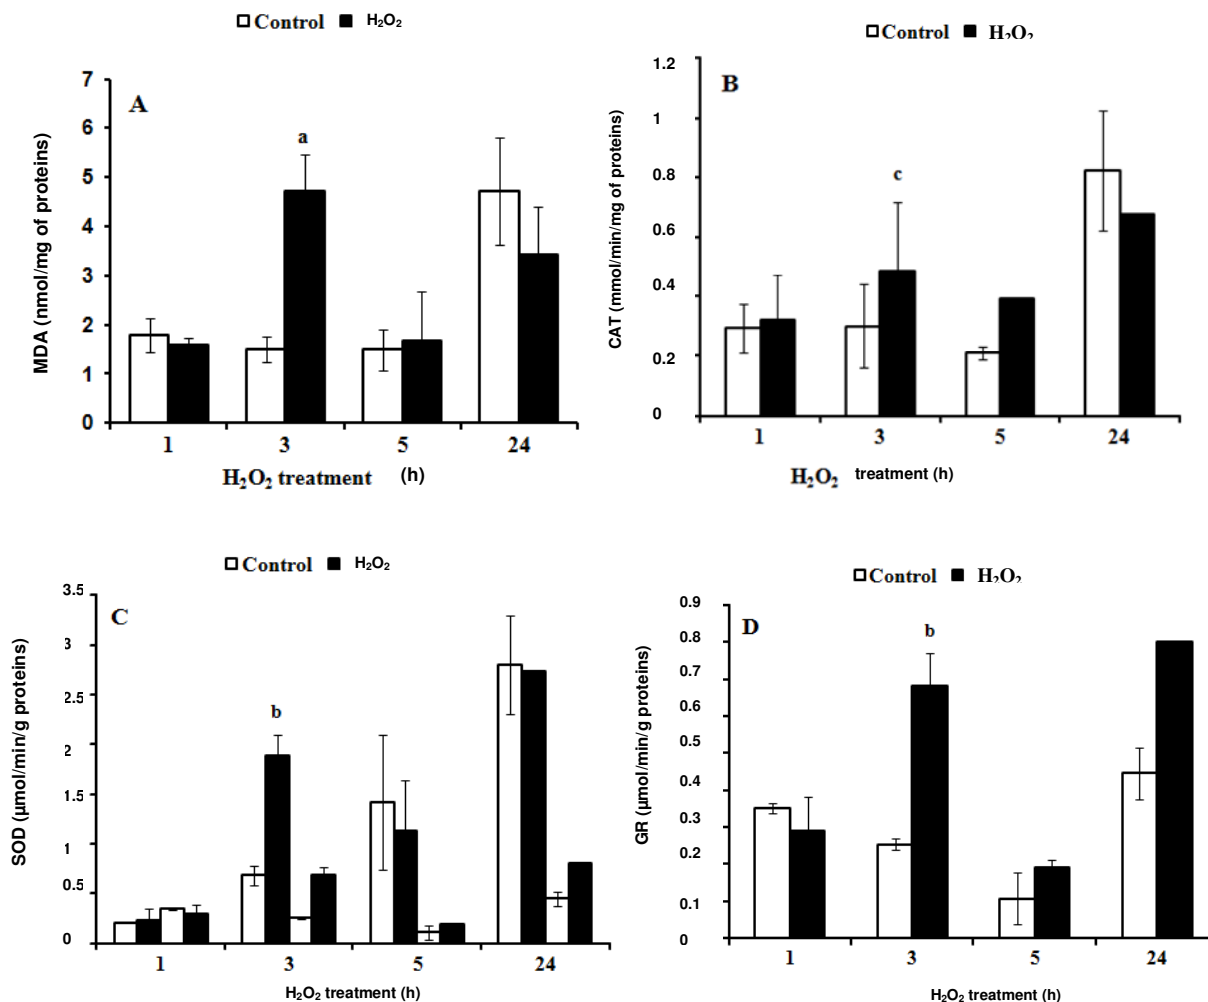 Control H₂O₂
A
MDA (nmol/mg of proteins)
7
6
5
4
3
2
1
0
a
1 3 5 24
H₂O₂ treatment (h)
Control H₂O₂
B
CAT (mmol/min/mg of proteins)
1.2
1
0.8
0.6
0.4
0.2
0
c
1 3 5 24
H₂O₂ treatment (h)
Control H₂O₂
C
SOD (µmol/min/g proteins)
3.5
3
2.5
2
1.5
1
0.5
0
b
1 3 5 24
H₂O₂ treatment (h)
Control H₂O₂
D
GR (µmol/min/g proteins)
0.9
0.8
0.7
0.6
0.5
0.4
0.3
0.2
0.1
0
b
1 3 5 24
H₂O₂ treatment (h)